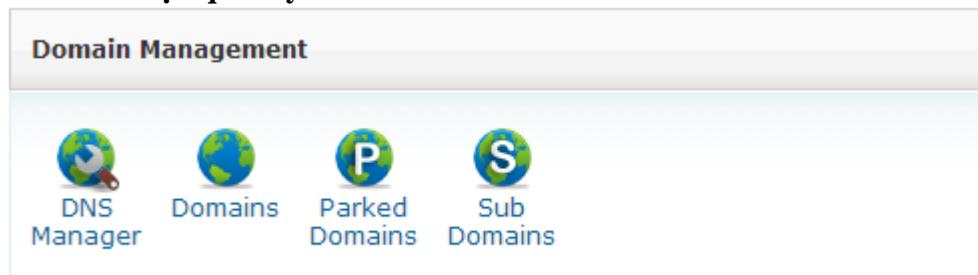 Domain Management
DNS Manager
Domains
Parked Domains
Sub Domains
P
S